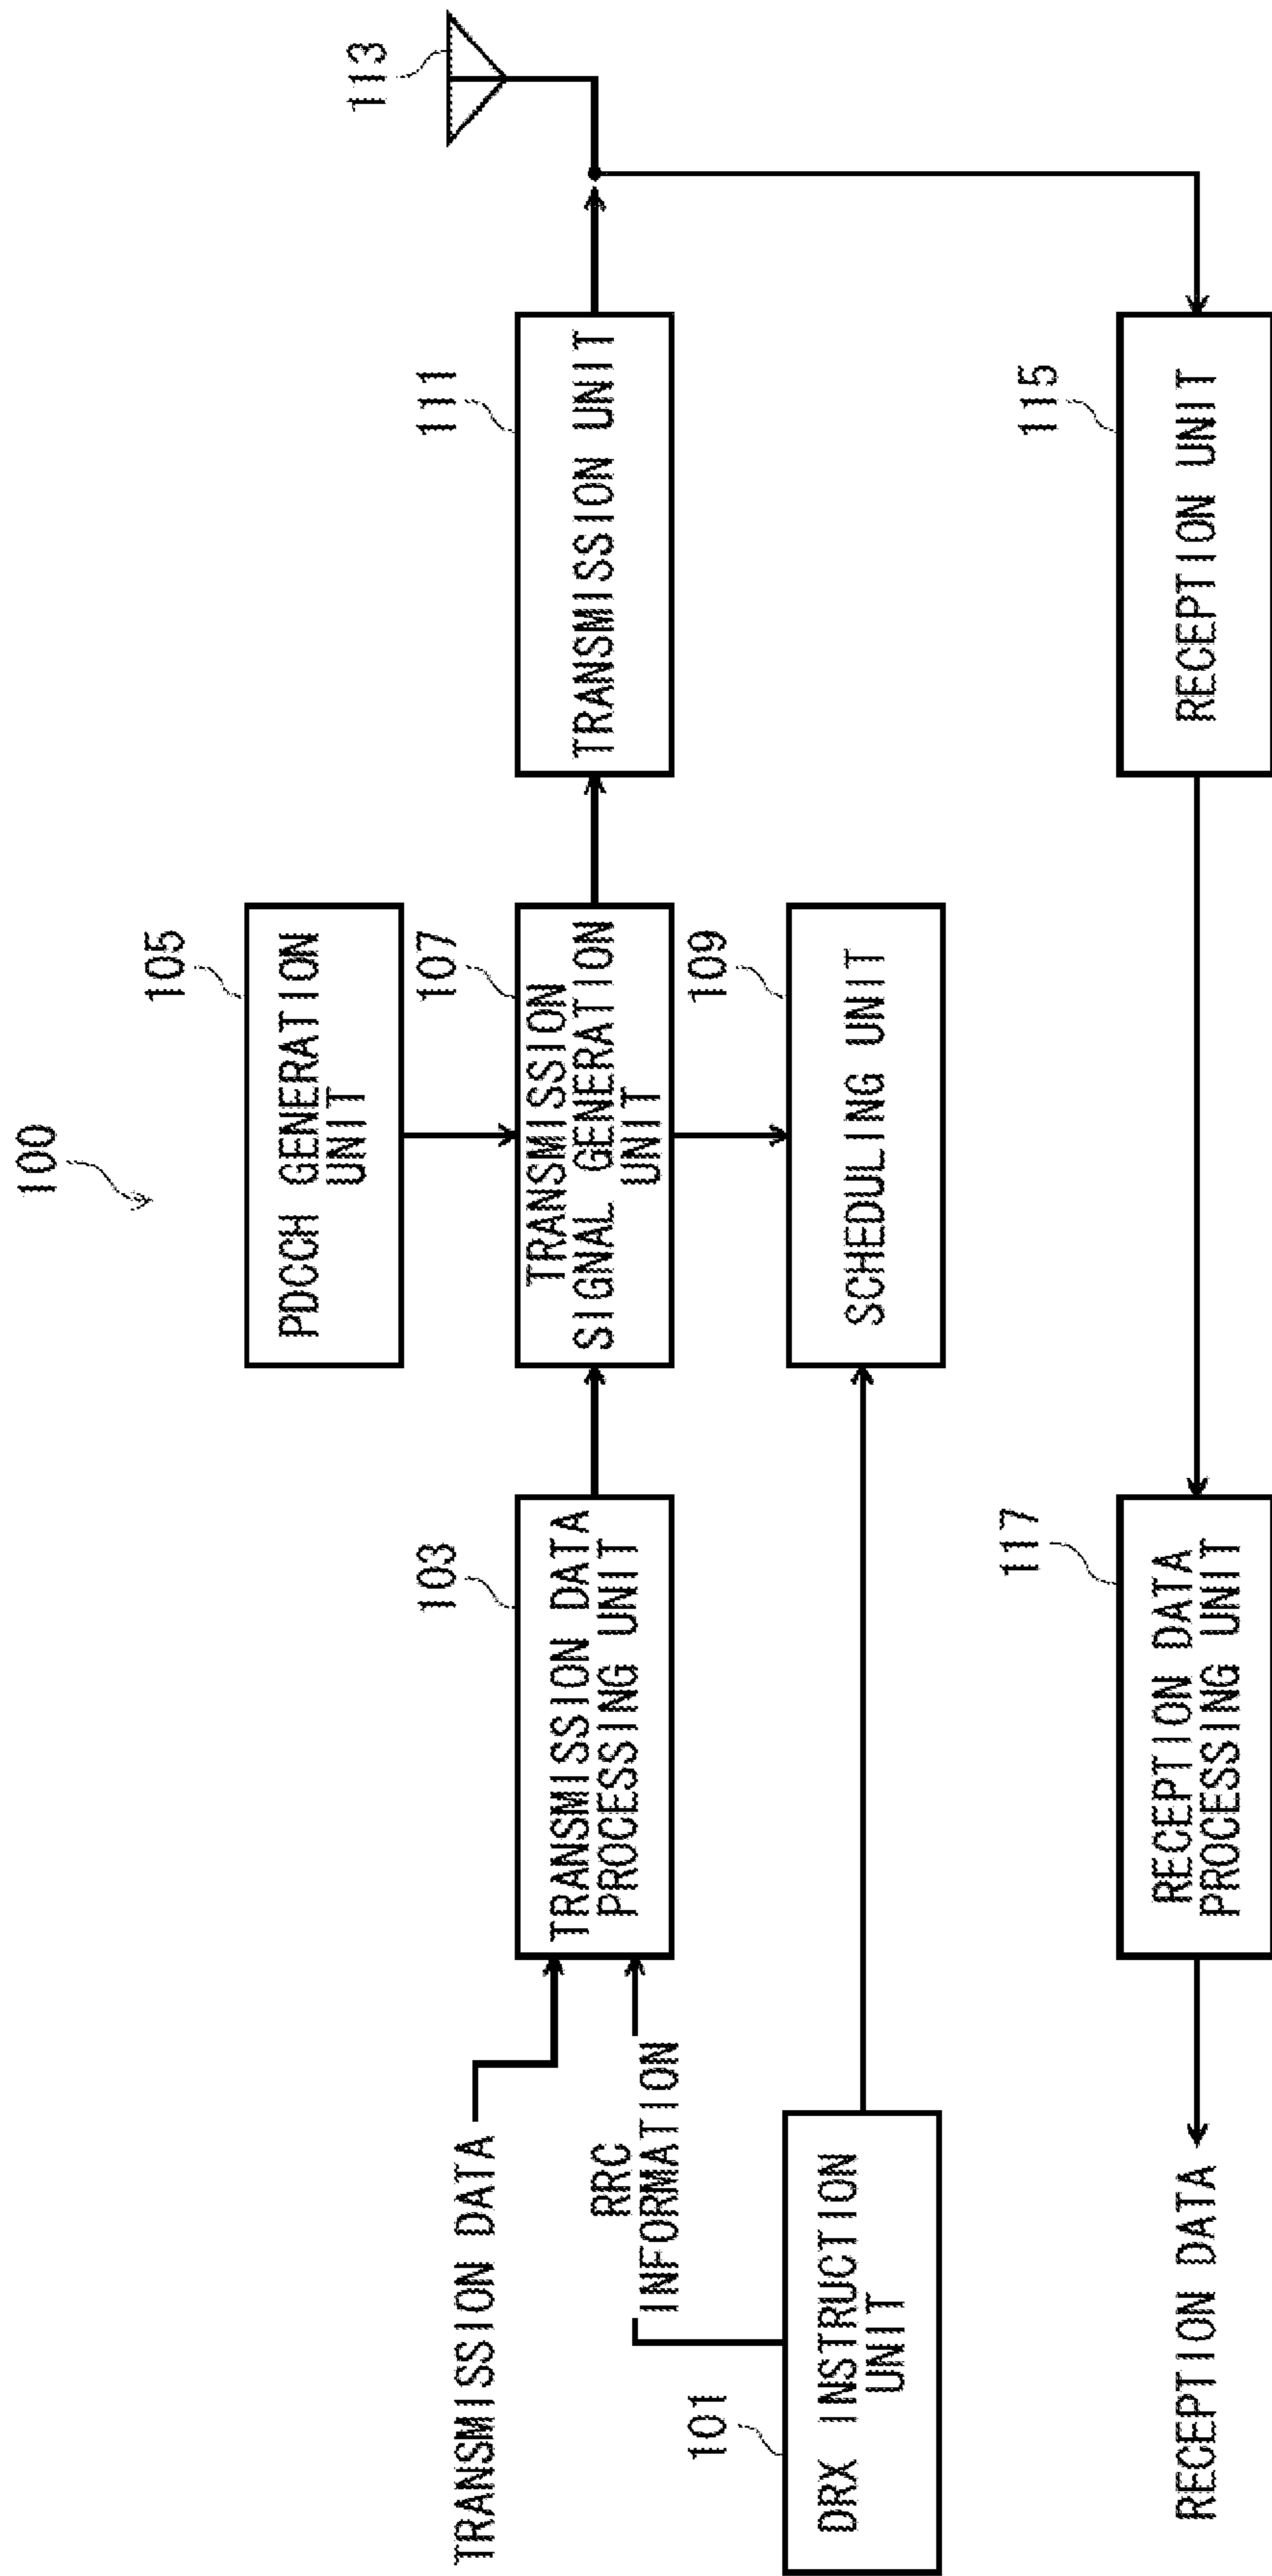 100
105
PDCCH GENERATION
UNIT
113
TRANSMISSION DATA
103
TRANSMISSION DATA
PROCESSING UNIT
107
TRANSMISSION
SIGNAL GENERATION
UNIT
111
TRANSMISSION UNIT
RRC
INFORMATION
101
DRX INSTRUCTION
UNIT
109
SCHEDULING UNIT
RECEPTION DATA
117
RECEPTION DATA
PROCESSING UNIT
115
RECEPTION UNIT